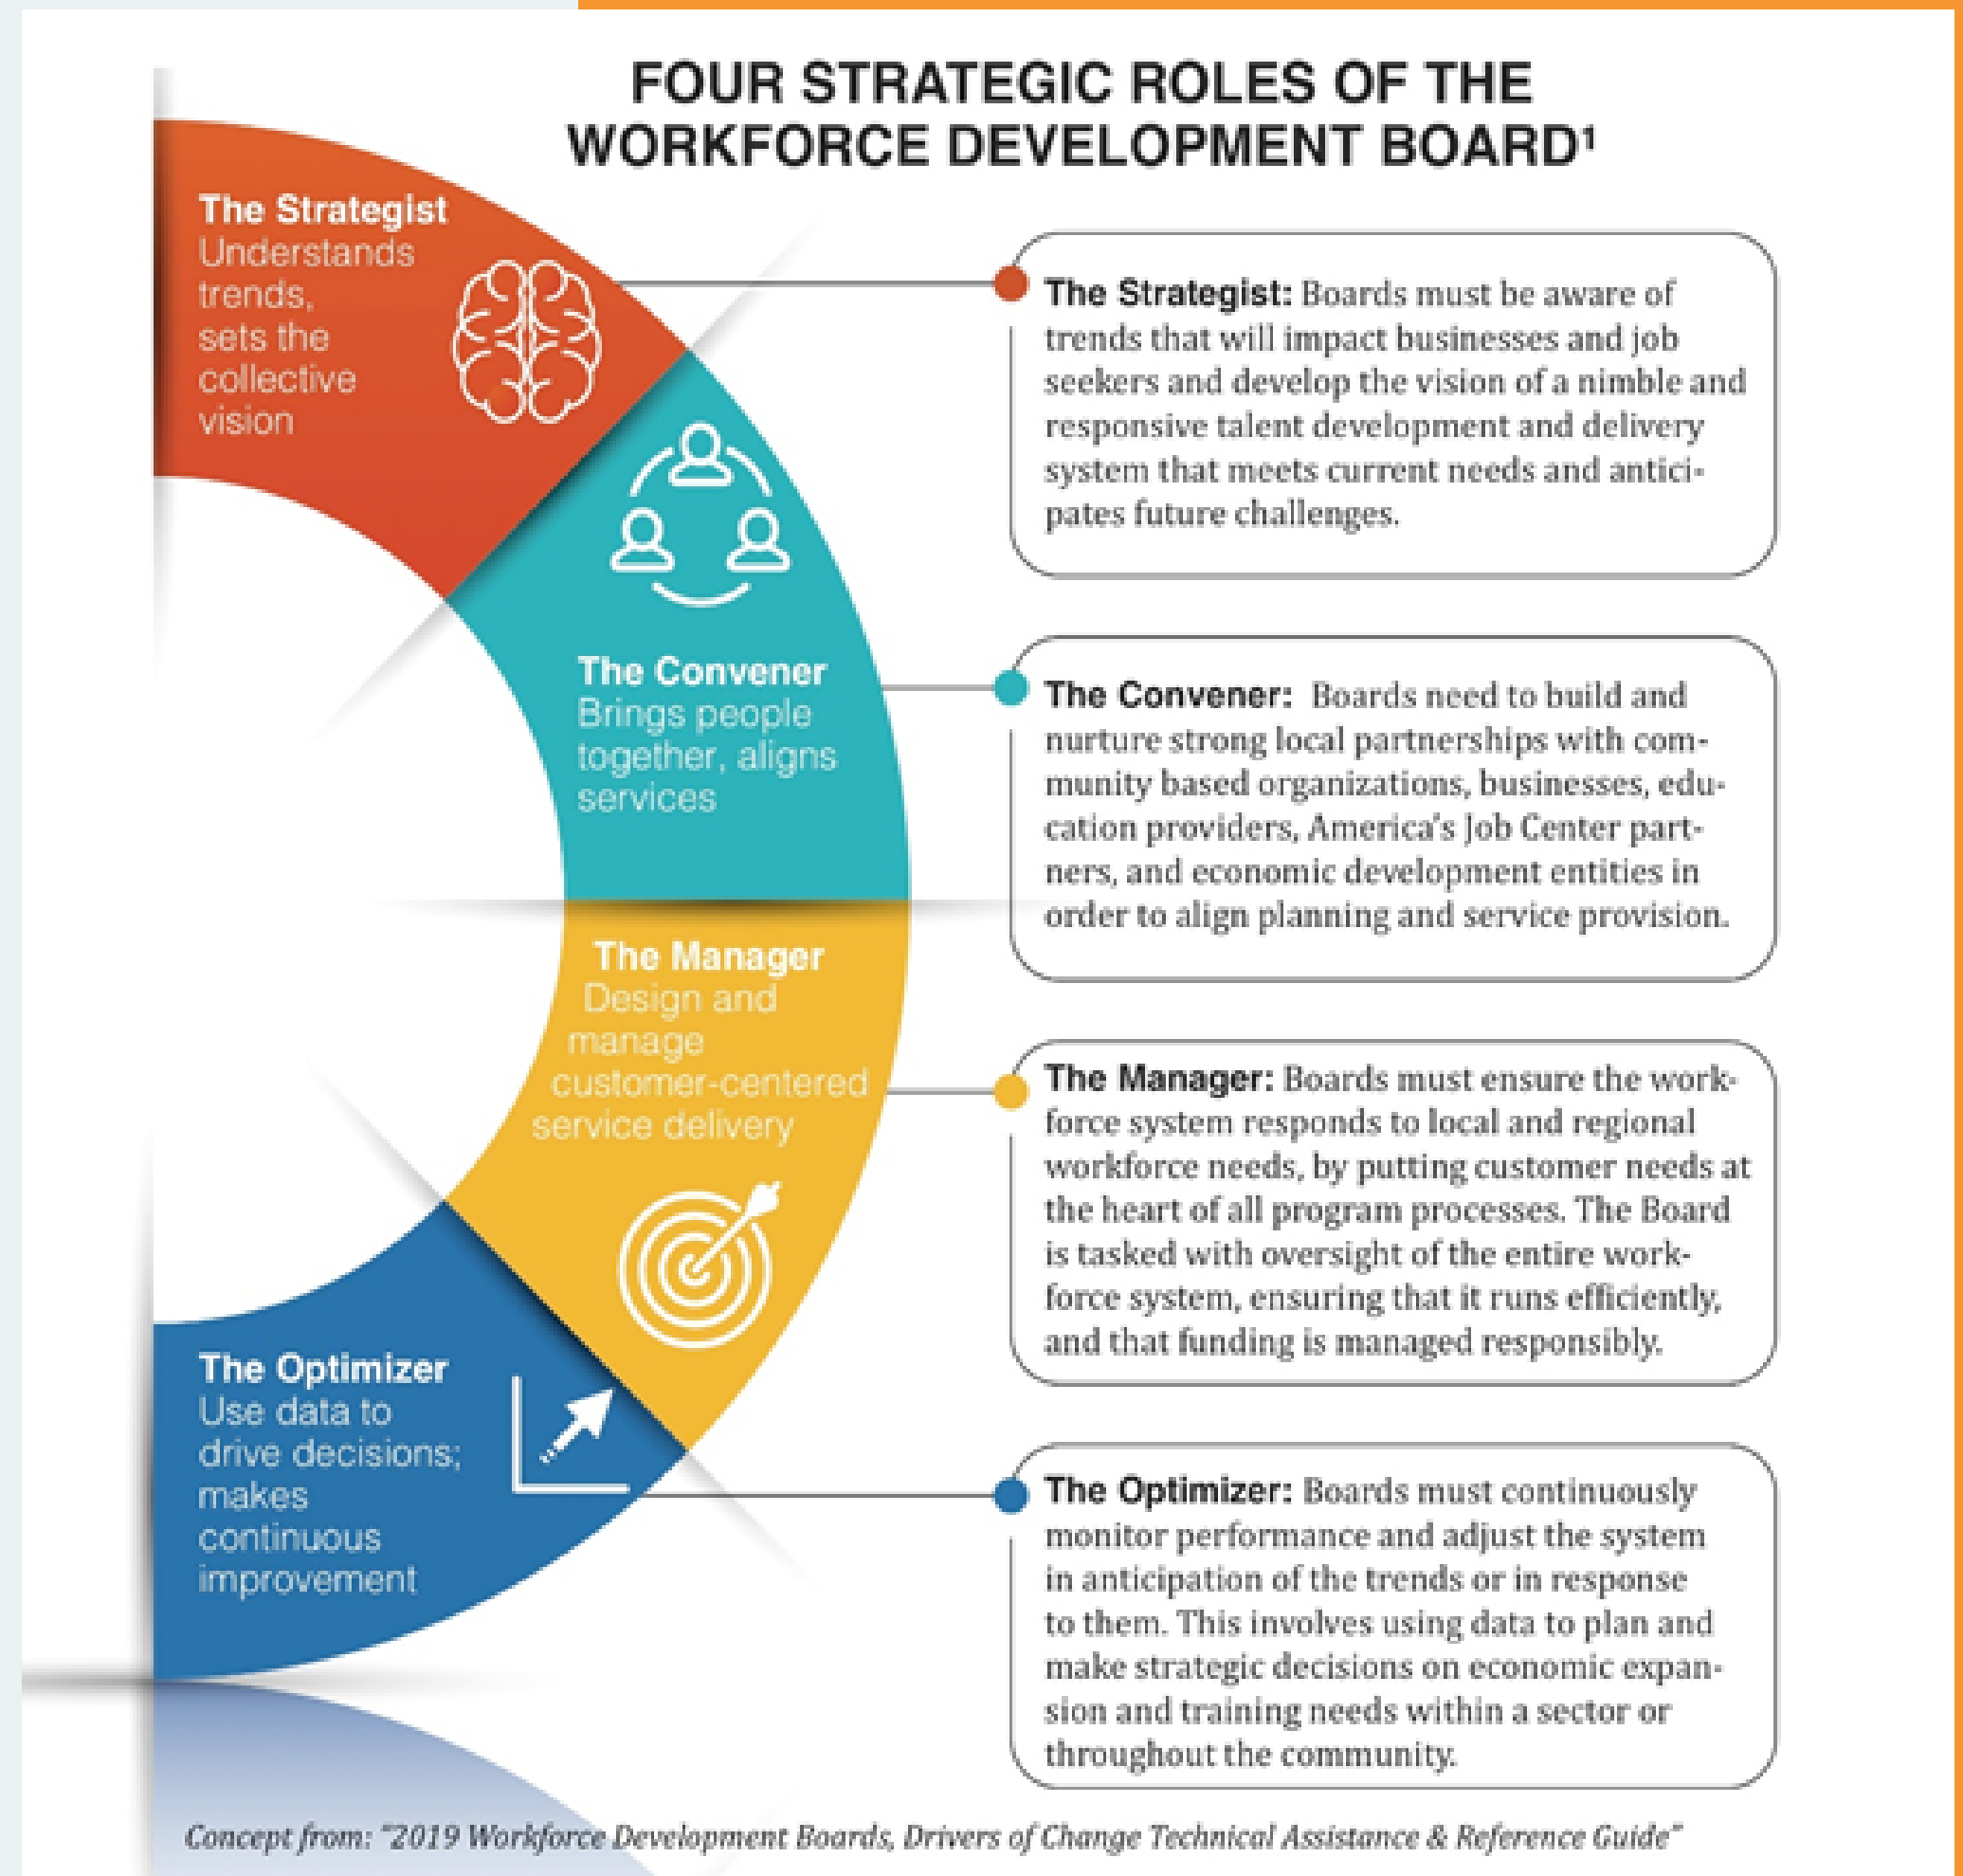 FOUR STRATEGIC ROLES OF THE
WORKFORCE DEVELOPMENT BOARD¹
The Strategist
Understands
trends,
sets the
collective
vision
The Strategist: Boards must be aware of
trends that will impact businesses and job
seekers and develop the vision of a nimble and
responsive talent development and delivery
system that meets current needs and antici-
pates future challenges.
The Convener
Brings people
together, aligns
services
The Convener: Boards need to build and
nurture strong local partnerships with com-
munity based organizations, businesses, edu-
cation providers, America's Job Center part-
ners, and economic development entities in
order to align planning and service provision.
The Manager
Design and
manage
customer-centered
service delivery
The Manager: Boards must ensure the work-
force system responds to local and regional
workforce needs, by putting customer needs at
the heart of all program processes. The Board
is tasked with oversight of the entire work-
force system, ensuring that it runs efficiently,
and that funding is managed responsibly.
The Optimizer
Use data to
drive decisions;
makes
continuous
improvement
The Optimizer: Boards must continuously
monitor performance and adjust the system
in anticipation of the trends or in response
to them. This involves using data to plan and
make strategic decisions on economic expan-
sion and training needs within a sector or
throughout the community.
Concept from: "2019 Workforce Development Boards, Drivers of Change Technical Assistance & Reference Guide"